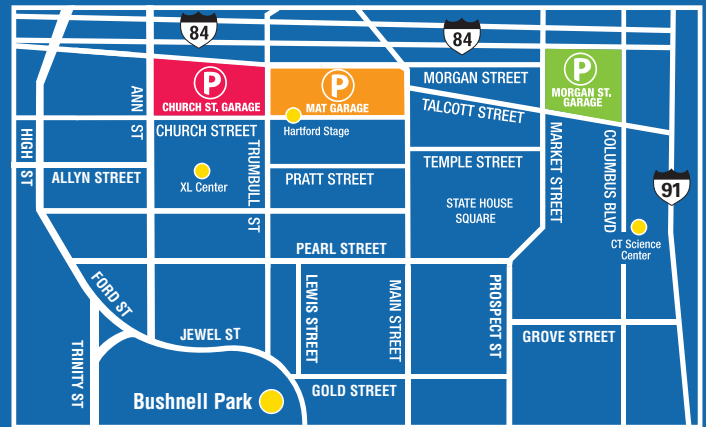 84
84
P
CHURCH ST, GARAGE
P
MAT GARAGE
P
MORGAN ST.
GARAGE
MORGAN STREET
TALCOTT STREET
ANN ST
HIGH ST
CHURCH STREET
Hartford Stage
TRUMBULL ST
MARKET STREET
COLUMBUS BLVD
ALLYN STREET
XL Center
PRATT STREET
TEMPLE STREET
91
STATE HOUSE
SQUARE
CT Science
Center
PEARL STREET
FORD ST
LEWIS STREET
MAIN STREET
PROSPECT ST
JEWEL ST
GROVE STREET
TRINITY ST
GOLD STREET
Bushnell Park